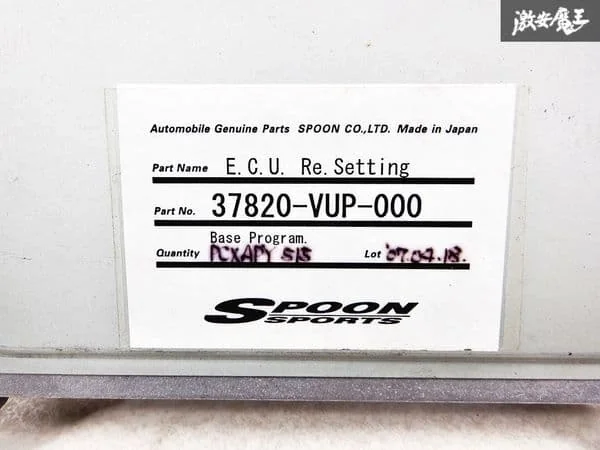 激安魔王
Automobile Genuine Parts SPOON CO.,LTD. Made in Japan
Part Name E.C.U. Re.Setting
Part No. 37820-VUP-000
Base Program.
Quantity PCXAPY S1S Lot '07.04.18.
SPOON
SPORTS